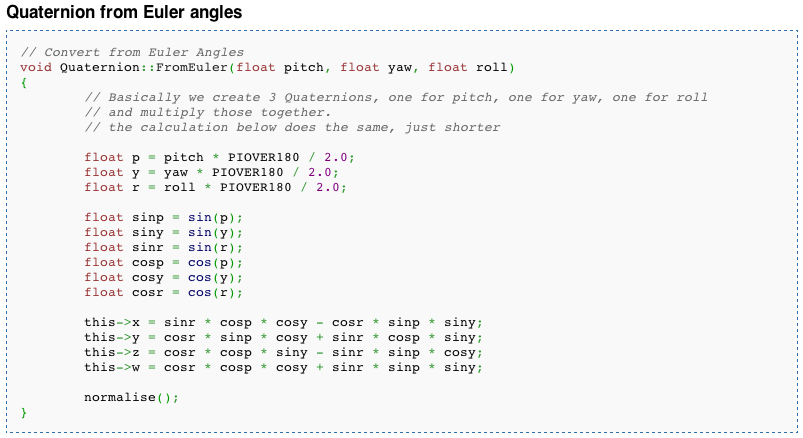 Quaternion from Euler angles
// Convert from Euler Angles
void Quaternion::FromEuler(float pitch, float yaw, float roll)
{
// Basically we create 3 Quaternions, one for pitch, one for yaw, one for roll
// and multiply those together.
// the calculation below does the same, just shorter
float p = pitch * PIOVER180 / 2.0;
float y = yaw * PIOVER180 / 2.0;
float r = roll * PIOVER180 / 2.0;
float sinp = sin(p);
float siny = sin(y);
float sinr = sin(r);
float cosp = cos(p);
float cosy = cos(y);
float cosr = cos(r);
this->x = sinr * cosp * cosy - cosr * sinp * siny;
this->y = cosr * sinp * cosy + sinr * cosp * siny;
this->z = cosr * cosp * siny - sinr * sinp * cosy;
this->w = cosr * cosp * cosy + sinr * sinp * siny;
normalise();
}